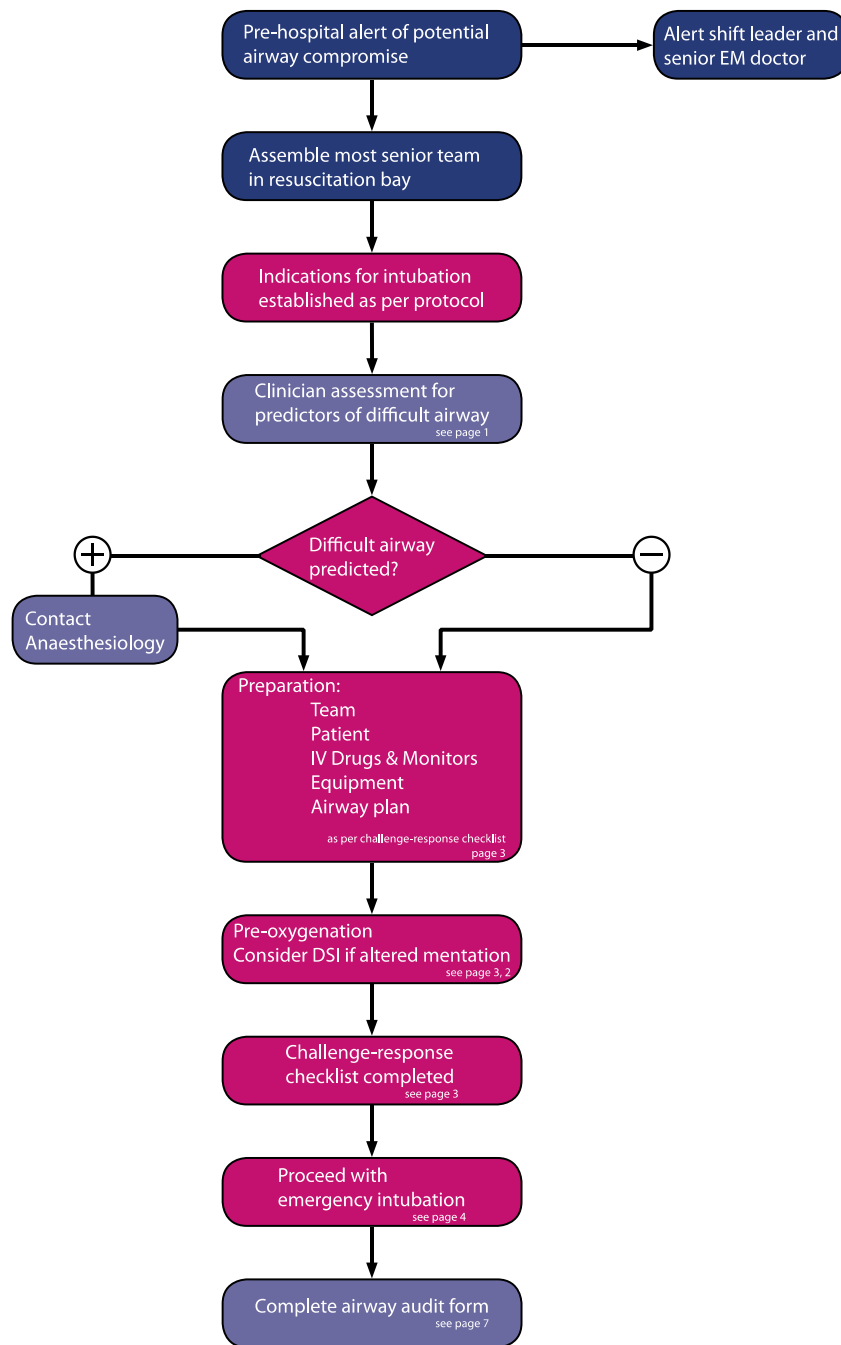 Pre-hospital alert of potential
airway compromise
Alert shift leader and
senior EM doctor
Assemble most senior team
in resuscitation bay
Indications for intubation
established as per protocol
Clinician assessment for
predictors of difficult airway
see page 1
Difficult airway
predicted?
+
−
Contact
Anaesthesiology
Preparation:
Team
Patient
IV Drugs & Monitors
Equipment
Airway plan
as per challenge-response checklist
page 3
Pre-oxygenation
Consider DSI if altered mentation
see page 3, 2
Challenge-response
checklist completed
see page 3
Proceed with
emergency intubation
see page 4
Complete airway audit form
see page 7